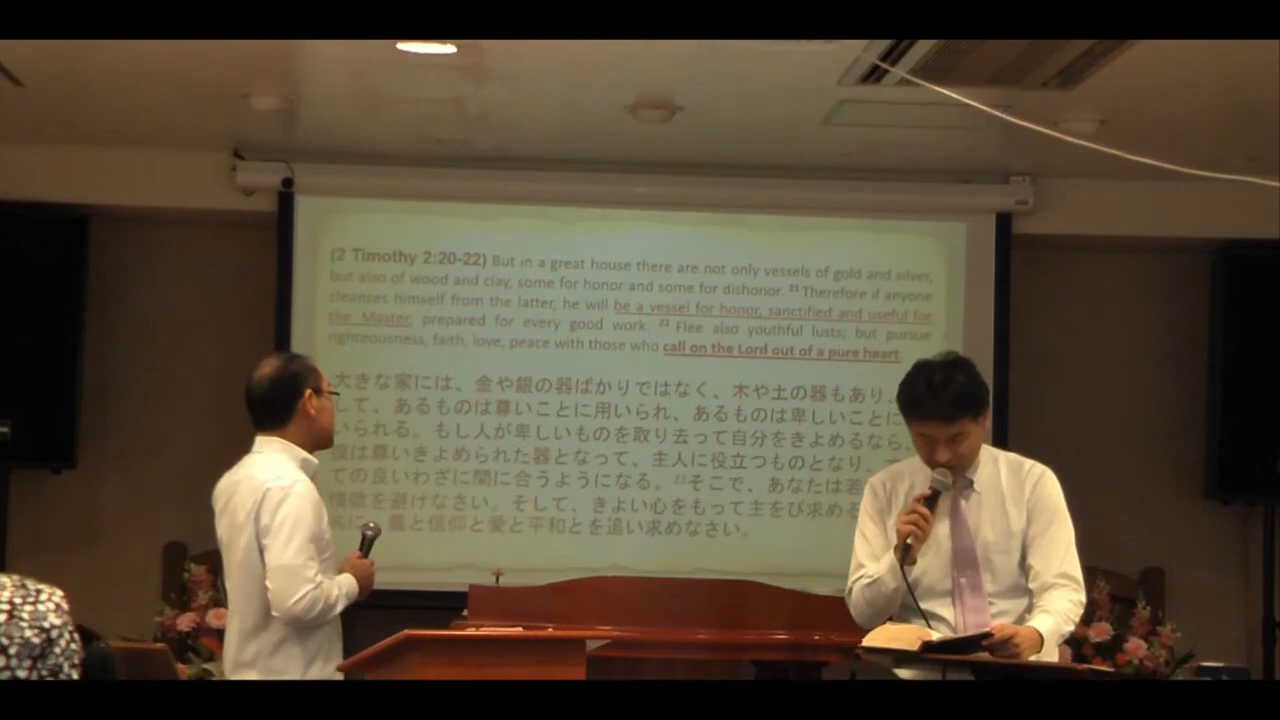 (2 Timothy 2:20-22) But in a great house there are not only vessels of gold and silver,
but also of wood and clay, some for honor and some for dishonor. 21 Therefore if anyone
cleanses himself from the latter, he will be a vessel for honor, sanctified and useful for
the Master, prepared for every good work. 22 Flee also youthful lusts; but pursue
righteousness, faith, love, peace with those who call on the Lord out of a pure heart.
大きな家には、金や銀の器ばかりではなく、木や土の器もあり、
して、あるものは尊いことに用いられ、あるものは卑しいことに
いられる。もし人が卑しいものを取り去って自分をきよめるなら、
彼は尊いきよめられた器となって、主人に役立つものとなり、
ての良いわざに間に合うようになる。22そこで、あなたは若
情欲を避けなさい。そして、きよい心をもって主をび求める
義と信仰と愛と平和とを追い求めなさい。